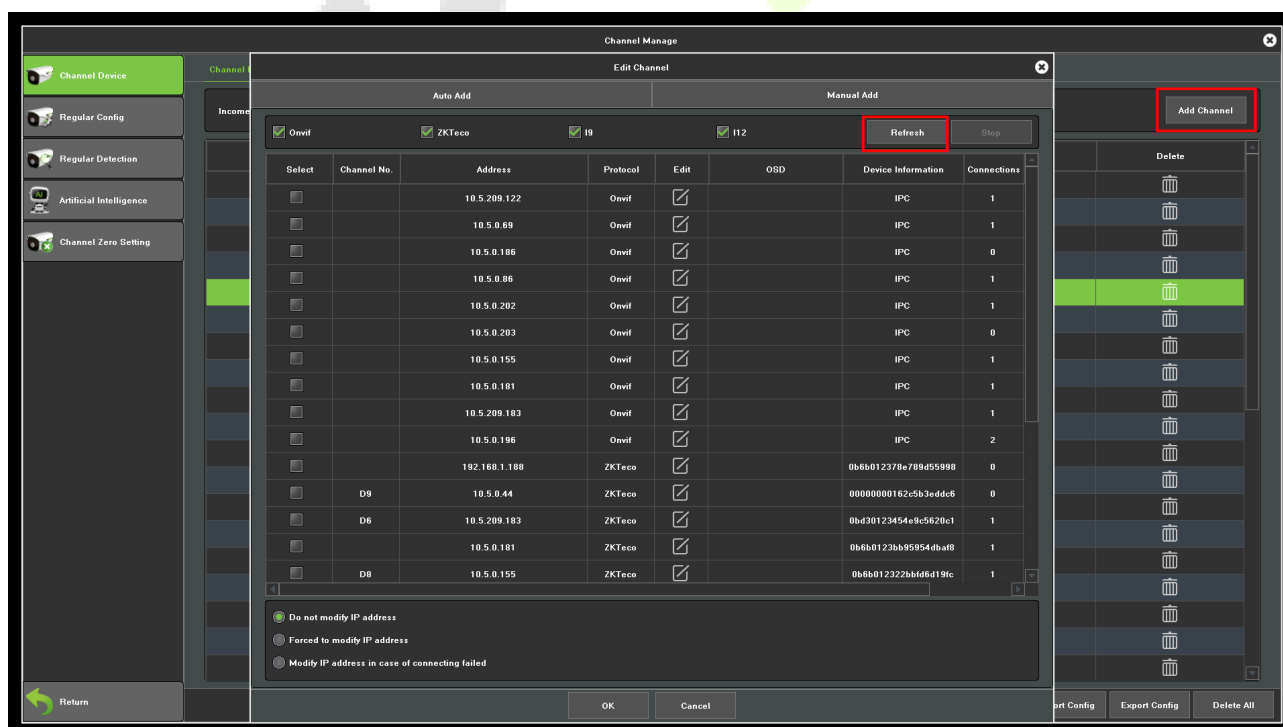 Channel Manage
Channel Device
Regular Config
Regular Detection
Artificial Intelligence
Channel Zero Setting
Return
Income
Add Channel
Delete
Edit Channel
Auto Add Manual Add
Onvif ZKTeco I9 I12 Refresh Stop
Select Channel No. Address Protocol Edit OSD Device Information Connections
10.5.209.122 Onvif IPC 1
10.5.0.69 Onvif IPC 1
10.5.0.186 Onvif IPC 0
10.5.0.86 Onvif IPC 1
10.5.0.202 Onvif IPC 1
10.5.0.203 Onvif IPC 0
10.5.0.155 Onvif IPC 1
10.5.0.181 Onvif IPC 1
10.5.209.183 Onvif IPC 1
10.5.0.196 Onvif IPC 2
192.168.1.188 ZKTeco 0b6b012378e789d55998 0
D9 10.5.0.44 ZKTeco 00000000162c5b3eddc6 0
D6 10.5.209.183 ZKTeco 0bd30123454e9c5620c1 1
10.5.0.181 ZKTeco 0b6b0123bb95954dbaf8 1
D8 10.5.0.155 ZKTeco 0b6b012322bbfd6d19fc 1
Do not modify IP address
Forced to modify IP address
Modify IP address in case of connecting failed
OK Cancel
ort Config Export Config Delete All